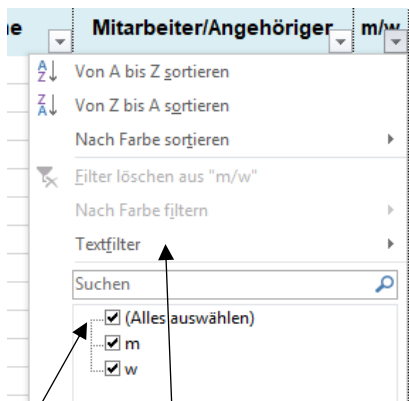 e Mitarbeiter/Angehöriger m/w
Von A bis Z sortieren
Von Z bis A sortieren
Nach Farbe sortieren
Filter löschen aus "m/w"
Nach Farbe filtern
Textfilter
Suchen
(Alles auswählen)
m
w